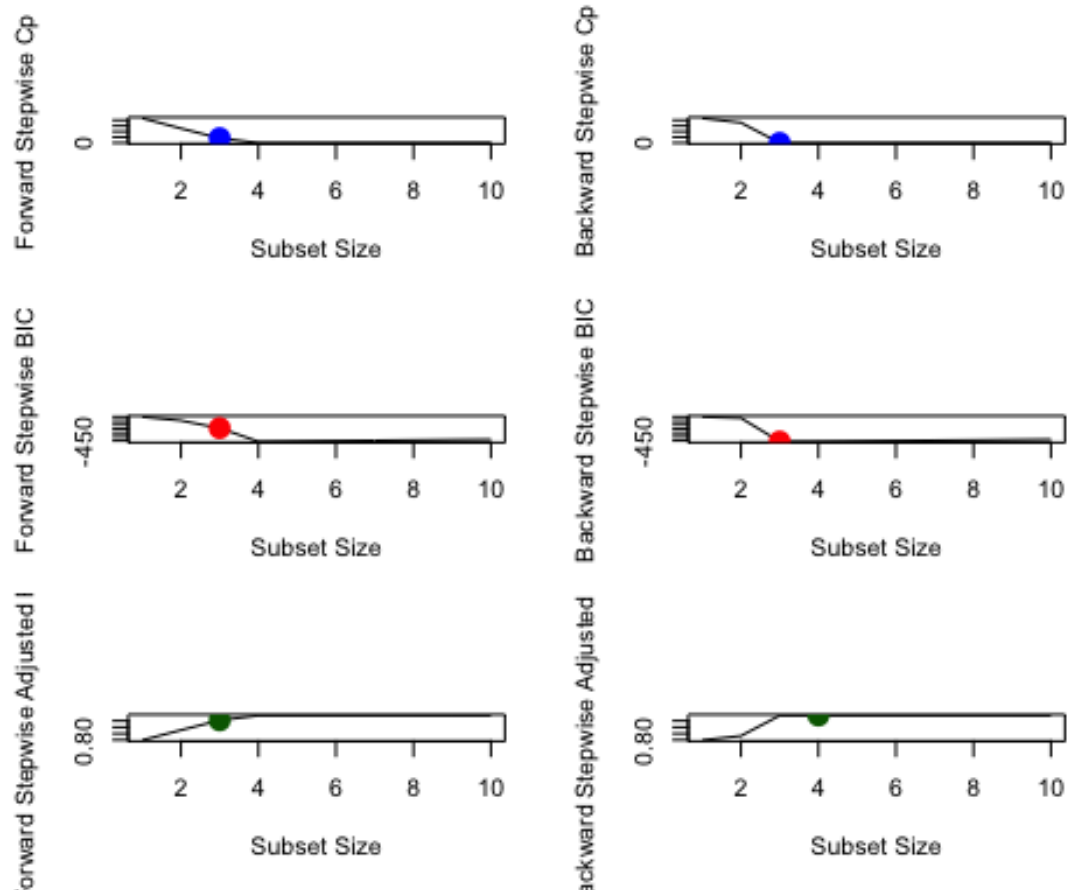 Forward Stepwise Cp
0
2 4 6 8 10
Subset Size
Backward Stepwise Cp
0
2 4 6 8 10
Subset Size
Forward Stepwise BIC
-450
2 4 6 8 10
Subset Size
Backward Stepwise BIC
-450
2 4 6 8 10
Subset Size
orward Stepwise Adjusted I
0.80
2 4 6 8 10
Subset Size
ackward Stepwise Adjusted
0.80
2 4 6 8 10
Subset Size